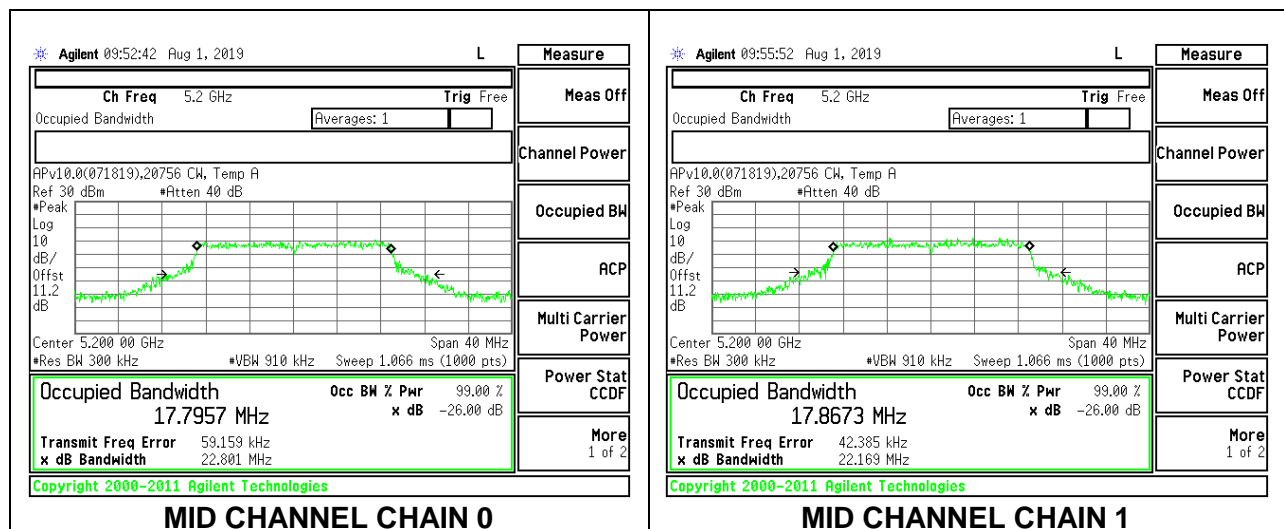 Agilent 09:52:42 Aug 1, 2019 L
Measure
Ch Freq 5.2 GHz Trig Free
Occupied Bandwidth Averages: 1
APv10.0(071819),20756 CW, Temp A
Ref 30 dBm #Atten 40 dB
#Peak
Log
10
dB/
Offst
11.2
dB
Center 5.200 00 GHz Span 40 MHz
#Res BW 300 kHz #VBW 910 kHz Sweep 1.066 ms (1000 pts)
Occupied Bandwidth Occ BW % Pwr 99.00 %
17.7957 MHz x dB -26.00 dB
Transmit Freq Error 59.159 kHz
x dB Bandwidth 22.801 MHz
Copyright 2000-2011 Agilent Technologies
Meas Off
Channel Power
Occupied BW
ACP
Multi Carrier
Power
Power Stat
CCDF
More
1 of 2
MID CHANNEL CHAIN 0
Agilent 09:55:52 Aug 1, 2019 L
Measure
Ch Freq 5.2 GHz Trig Free
Occupied Bandwidth Averages: 1
APv10.0(071819),20756 CW, Temp A
Ref 30 dBm #Atten 40 dB
#Peak
Log
10
dB/
Offst
11.2
dB
Center 5.200 00 GHz Span 40 MHz
#Res BW 300 kHz #VBW 910 kHz Sweep 1.066 ms (1000 pts)
Occupied Bandwidth Occ BW % Pwr 99.00 %
17.8673 MHz x dB -26.00 dB
Transmit Freq Error 42.385 kHz
x dB Bandwidth 22.169 MHz
Copyright 2000-2011 Agilent Technologies
Meas Off
Channel Power
Occupied BW
ACP
Multi Carrier
Power
Power Stat
CCDF
More
1 of 2
MID CHANNEL CHAIN 1